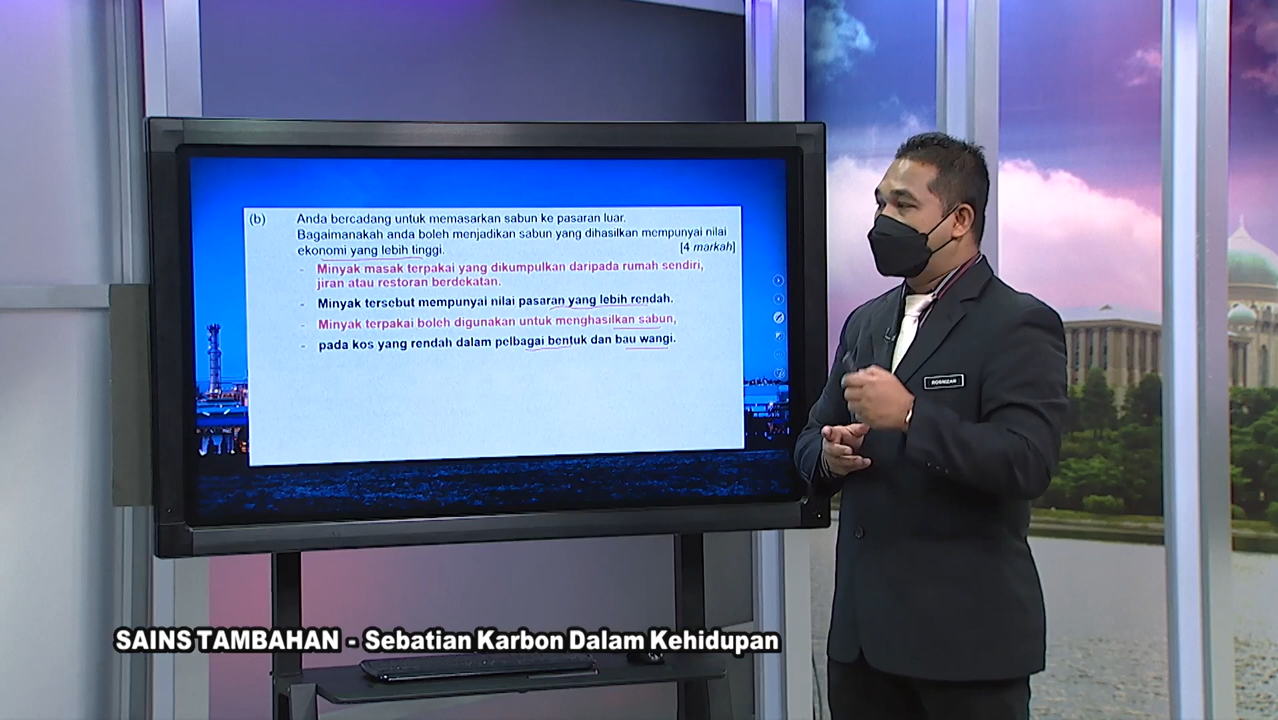 (b) Anda bercadang untuk memasarkan sabun ke pasaran luar.
Bagaimanakah anda boleh menjadikan sabun yang dihasilkan mempunyai nilai
ekonomi yang lebih tinggi. [4 markah]
- Minyak masak terpakai yang dikumpulkan daripada rumah sendiri,
jiran atau restoran berdekatan.
- Minyak tersebut mempunyai nilai pasaran yang lebih rendah.
- Minyak terpakai boleh digunakan untuk menghasilkan sabun,
- pada kos yang rendah dalam pelbagai bentuk dan bau wangi.
ROSNIZAN
SAINS TAMBAHAN - Sebatian Karbon Dalam Kehidupan